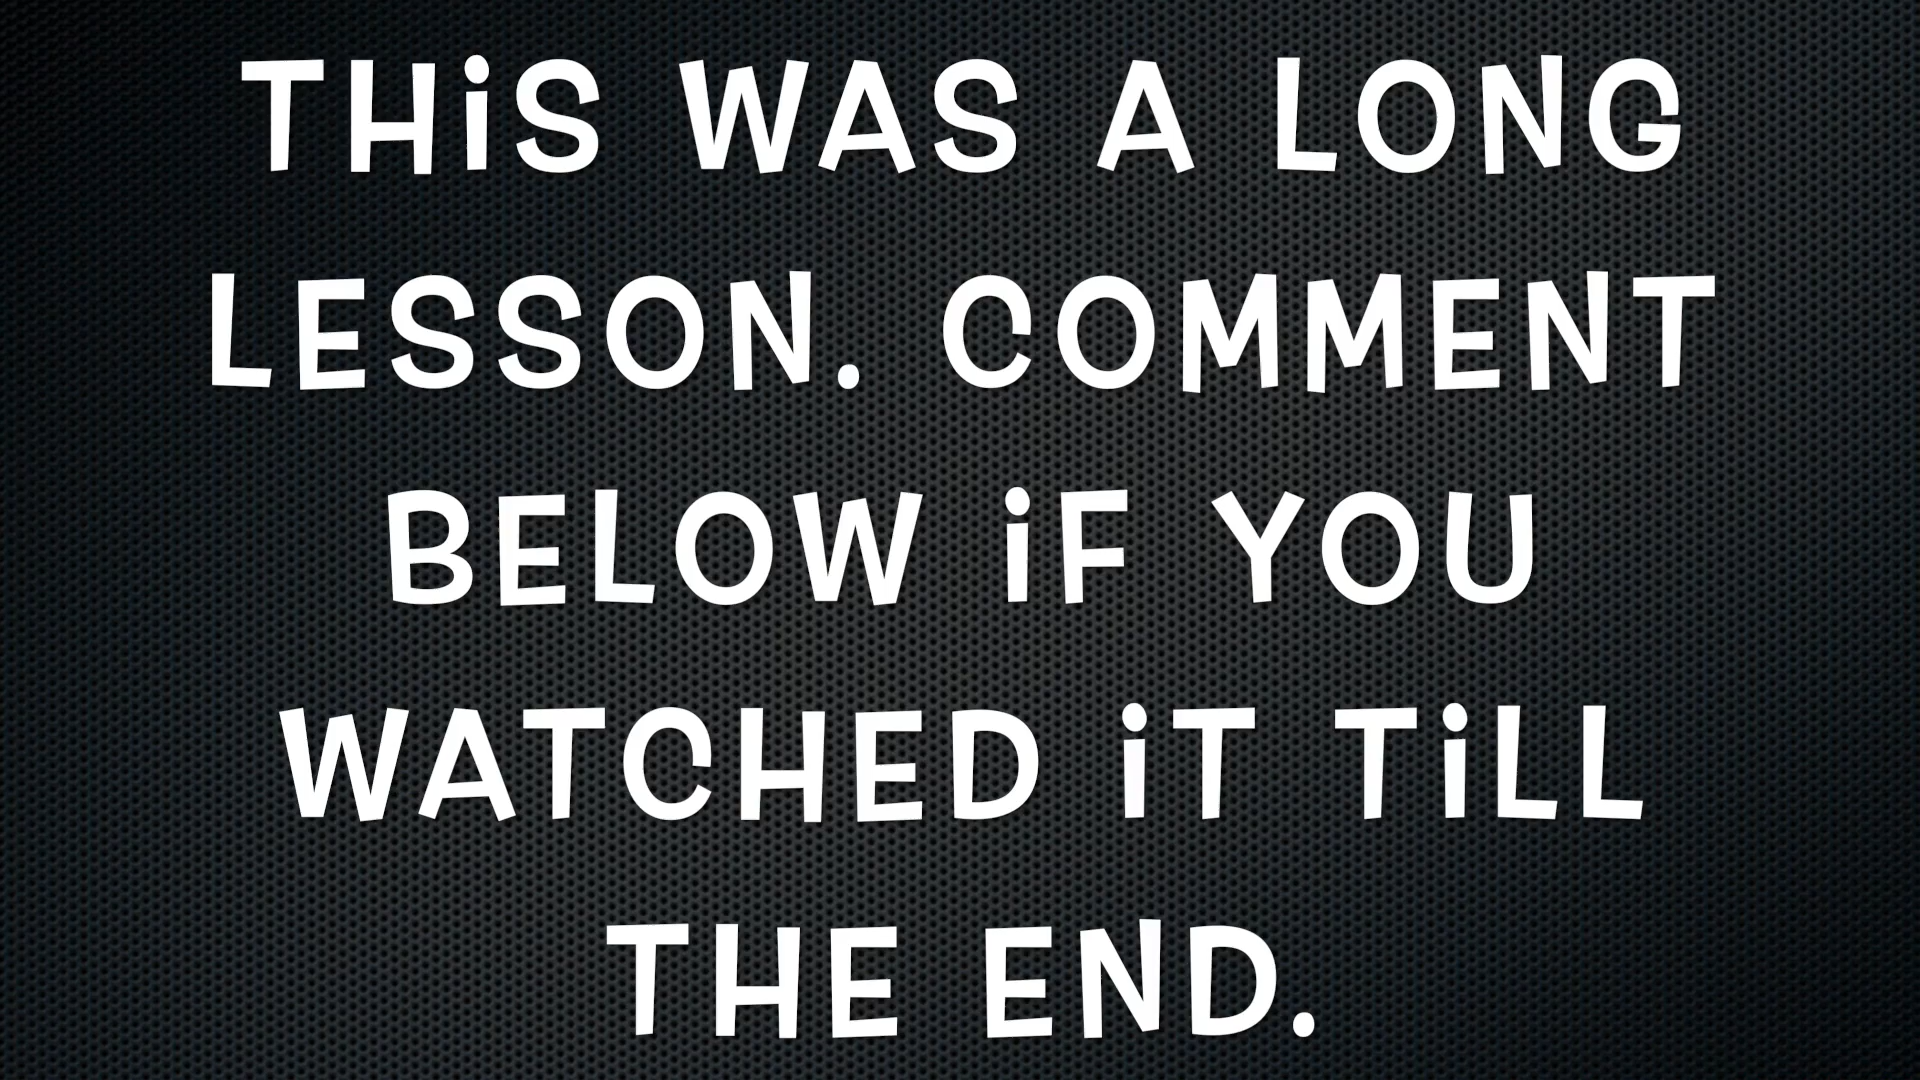 THiS WAS A LONG
LESSON. COMMENT
BELOW iF YOU
WATCHED iT TiLL
THE END.